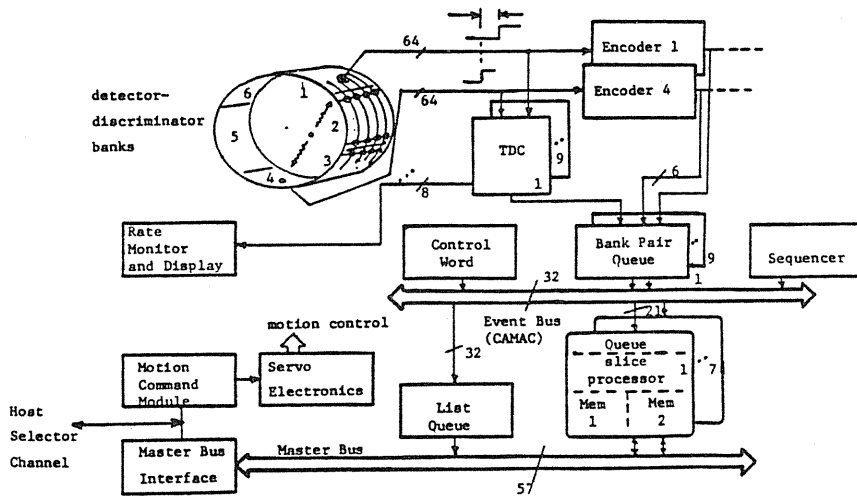 64
Encoder 1
64
Encoder 4
detector-
discriminator
banks
6
1
2
5
3
4
TDC
9
1
8
6
Rate
Monitor
and Display
Control
Word
Bank Pair
Queue
9
1
Sequencer
32
Event Bus
(CAMAC)
21
motion control
32
Queue
slice
processor
1
7
Mem
1
Mem
2
Motion
Command
Module
Servo
Electronics
List
Queue
Host
Selector
Channel
Master Bus
Interface
Master Bus
57